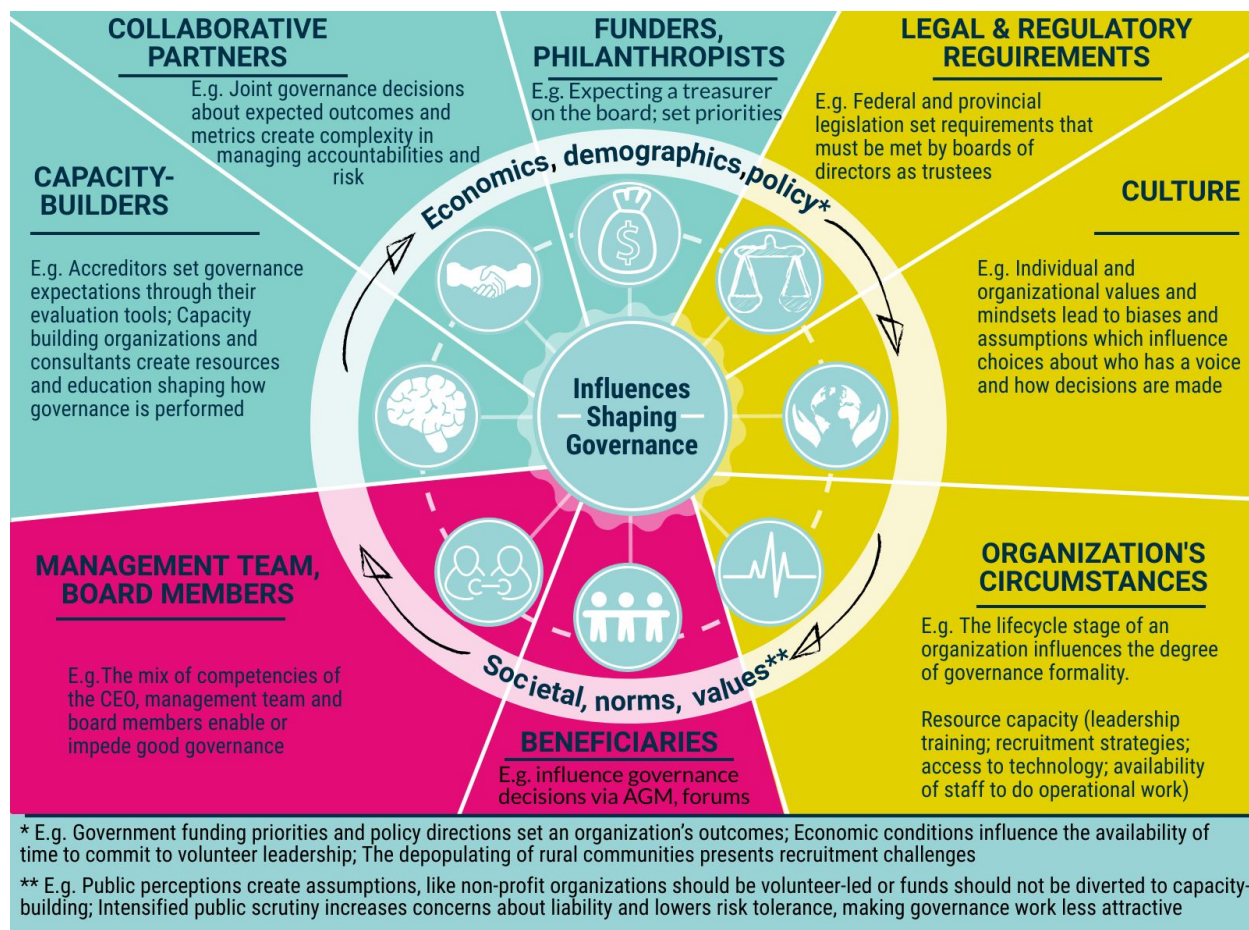 COLLABORATIVE
PARTNERS
E.g. Joint governance decisions
about expected outcomes and
metrics create complexity in
managing accountabilities and
risk
FUNDERS,
PHILANTHROPISTS
E.g. Expecting a treasurer
on the board; set priorities
LEGAL & REGULATORY
REGUIREMENTS
E.g. Federal and provincial
legislation set requirements that
must be met by boards of
directors as trustees
CULTURE
E.g. Individual and
organizational values and
mindsets lead to biases and
assumptions which influence
choices about who has a voice
and how decisions are made
CAPACITY-
BUILDERS
E.g. Accreditors set governance
expectations through their
evaluation tools; Capacity
building organizations and
consultants create resources
and education shaping how
governance is performed
Economics, demographics,policy*
$
Influences
Shaping
Governance
Societal, norms, values**
MANAGEMENT TEAM,
BOARD MEMBERS
E.g.The mix of competencies of
the CEO, management team and
board members enable or
impede good governance
BENEFICIARIES
E.g. influence governance
decisions via AGM, forums
ORGANIZATION'S
CIRCUMSTANCES
E.g. The lifecycle stage of an
organization influences the degree
of governance formality.
Resource capacity (leadership
training; recruitment strategies;
access to technology; availability
of staff to do operational work)
* E.g. Government funding priorities and policy directions set an organization’s outcomes; Economic conditions influence the availability of
time to commit to volunteer leadership; The depopulating of rural communities presents recruitment challenges
** E.g. Public perceptions create assumptions, like non-profit organizations should be volunteer-led or funds should not be diverted to capacity-
building; Intensified public scrutiny increases concerns about liability and lowers risk tolerance, making governance work less attractive